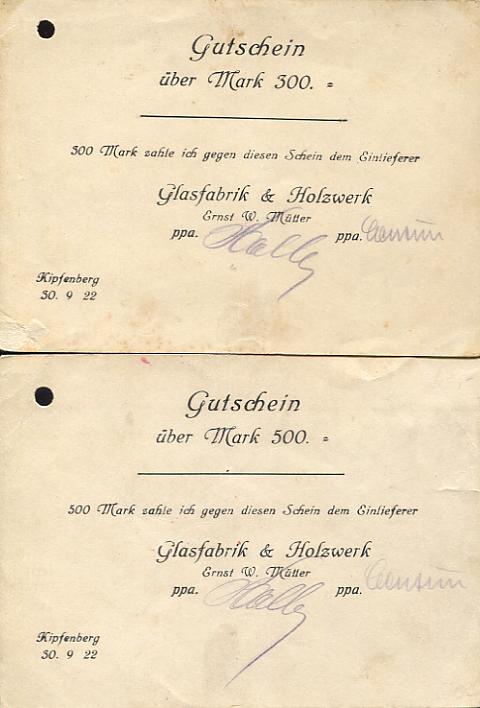 Gutschein
über Mark 300. =
300 Mark zahle ich gegen diesen Schein dem Einlieferer
Glasfabrik & Holzwerk
Ernst W. Mütter
ppa. ppa.
Kipfenberg
30. 9 22
Gutschein
über Mark 500. =
500 Mark zahle ich gegen diesen Schein dem Einlieferer
Glasfabrik & Holzwerk
Ernst W. Mütter
ppa. ppa.
Kipfenberg
30. 9 22